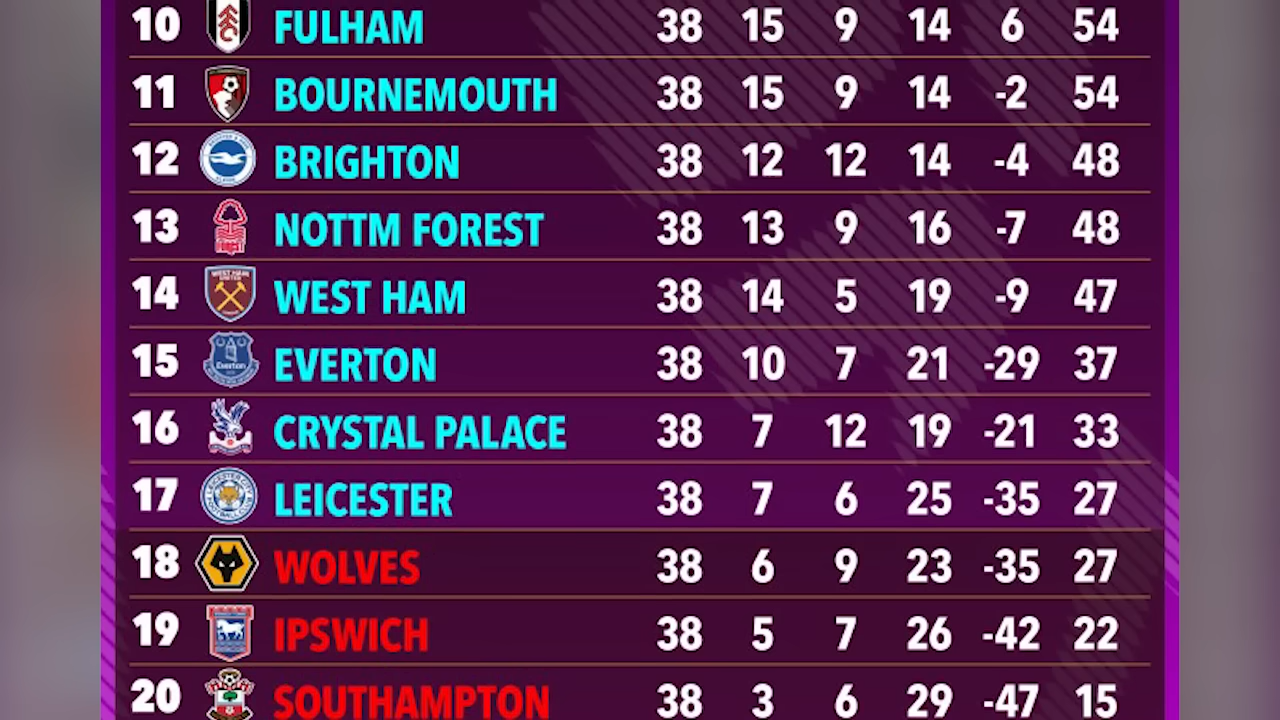 10 FULHAM 38 15 9 14 6 54
11 BOURNEMOUTH 38 15 9 14 -2 54
12 BRIGHTON 38 12 12 14 -4 48
13 NOTTM FOREST 38 13 9 16 -7 48
14 WEST HAM 38 14 5 19 -9 47
15 EVERTON 38 10 7 21 -29 37
16 CRYSTAL PALACE 38 7 12 19 -21 33
17 LEICESTER 38 7 6 25 -35 27
18 WOLVES 38 6 9 23 -35 27
19 IPSWICH 38 5 7 26 -42 22
20 SOUTHAMPTON 38 3 6 29 -47 15